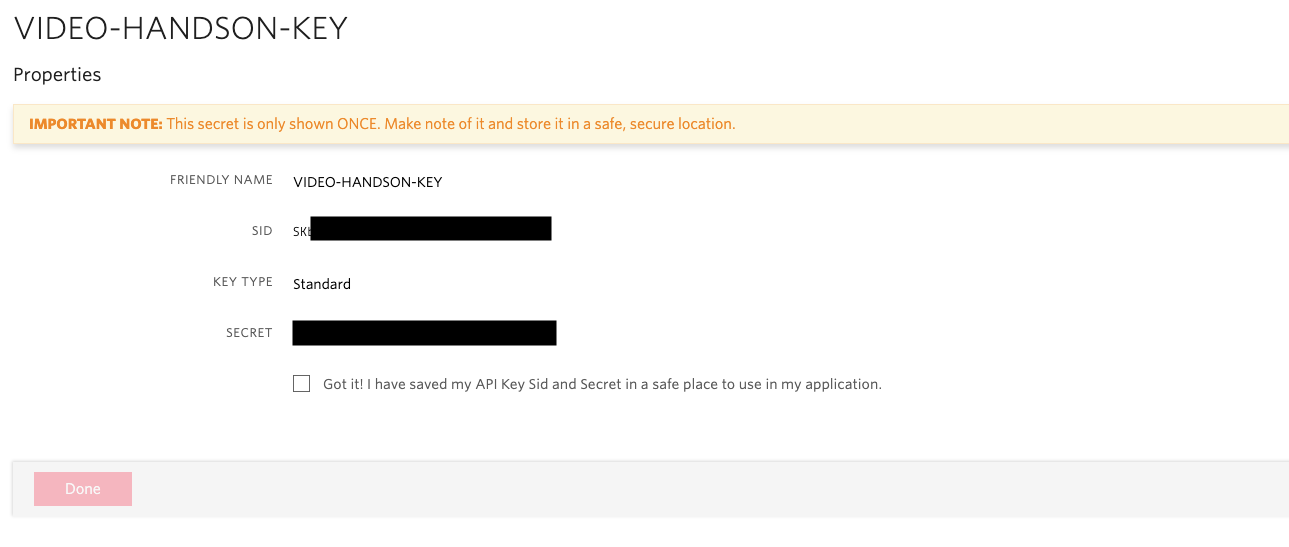 VIDEO-HANDSON-KEY
Properties
IMPORTANT NOTE: This secret is only shown ONCE. Make note of it and store it in a safe, secure location.
FRIENDLY NAME VIDEO-HANDSON-KEY
SID SK
KEY TYPE Standard
SECRET
Got it! I have saved my API Key Sid and Secret in a safe place to use in my application.
Done